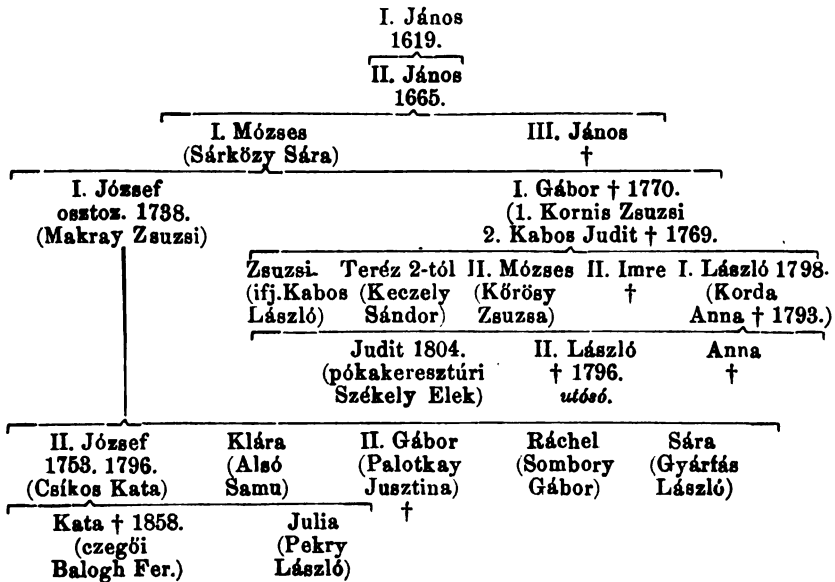 I. János
1619.
II. János
1665.
I. Mózses III. János
(Sárközy Sára) †
I. József I. Gábor † 1770.
osztoz. 1738. (1. Kornis Zsuzsi
(Makray Zsuzsi) 2. Kabos Judit † 1769.
Zsuzsi Teréz 2-tól II. Mózses II. Imre I. László 1798.
(ifj.Kabos (Keczely (Kőrösy † (Korda
László) Sándor) Zsuzsa) Anna † 1793.)
Judit 1804. II. László Anna
(pókakeresztúri † 1796. †
Székely Elek) utósó.
II. József Klára II. Gábor Ráchel Sára
1753. 1796. (Alsó (Palotkay (Sombory (Gyárfás
(Csíkos Kata) Samu) Jusztina) Gábor) László)
†
Kata † 1858. Julia
(czegői (Pekry
Balogh Fer.) László)